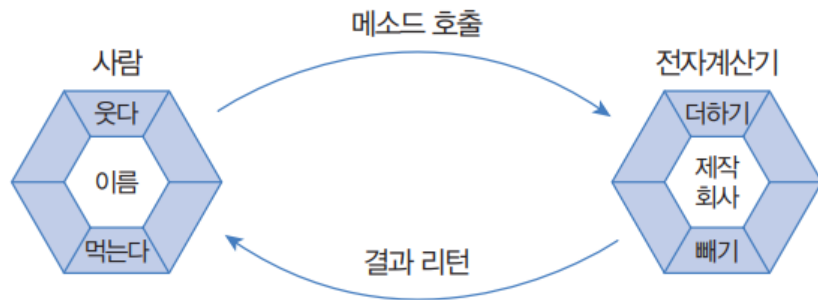 메소드 호출
사람
전자계산기
웃다
더하기
이름
제작
회사
먹는다
빼기
결과 리턴